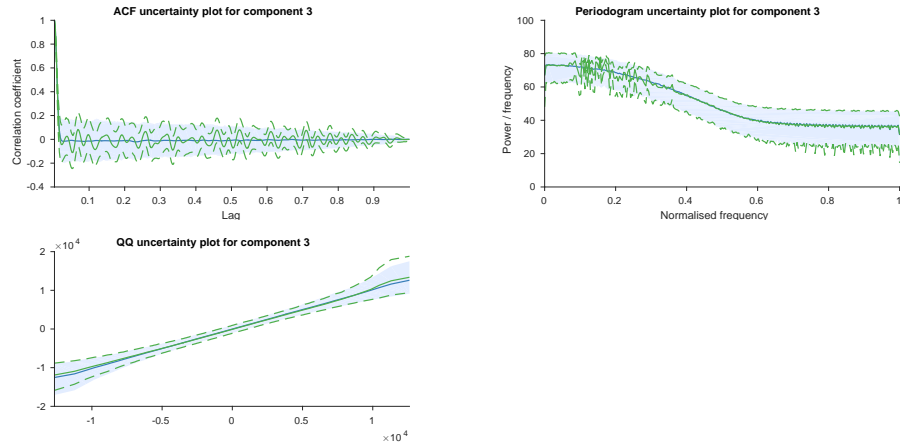 ACF uncertainty plot for component 3
1
0.8
0.6
0.4
0.2
0
-0.2
-0.4
Correlation coefficient
0.1 0.2 0.3 0.4 0.5 0.6 0.7 0.8 0.9
Lag
Periodogram uncertainty plot for component 3
100
80
60
40
20
0
Power / frequency
0 0.2 0.4 0.6 0.8 1
Normalised frequency
QQ uncertainty plot for component 3
×10^4
2
1
0
-1
-2
-1 -0.5 0 0.5 1
×10^4